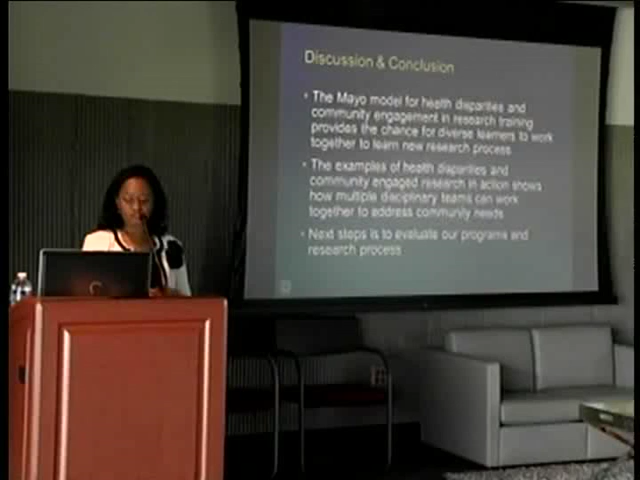 Discussion & Conclusion
• The Mayo model for health disparities and
community engagement in research training
provides the chance for diverse learners to work
together to learn new research process
• The examples of health disparities and
community engaged research in action shows
how multiple disciplinary teams can work
together to address community needs
• Next steps is to evaluate our programs and
research process